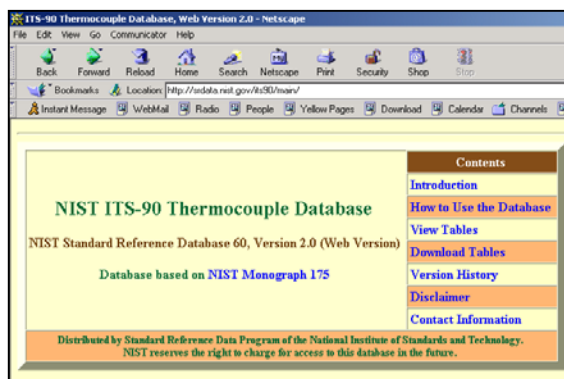 ITS-90 Thermocouple Database, Web Version 2.0 - Netscape
File Edit View Go Communicator Help
Back Forward Reload Home Search Netscape Print Security Shop Stop
Bookmarks Location: http://srdata.nist.gov/its90/main/
Instant Message WebMail Radio People Yellow Pages Download Calendar Channels
NIST ITS-90 Thermocouple Database
NIST Standard Reference Database 60, Version 2.0 (Web Version)
Database based on NIST Monograph 175
Contents
Introduction
How to Use the Database
View Tables
Download Tables
Version History
Disclaimer
Contact Information
Distributed by Standard Reference Data Program of the National Institute of Standards and Technology.
NIST reserves the right to charge for access to this database in the future.